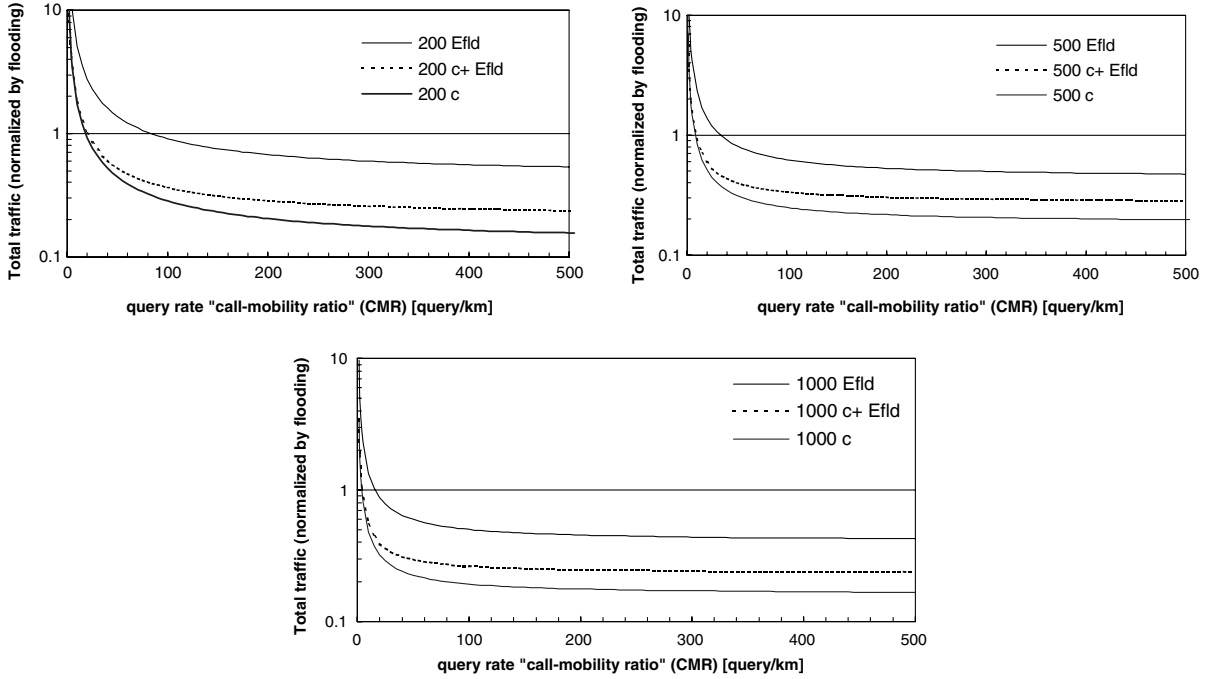 Total traffic (normalized by flooding)
10
1
0.1
200 Efld
200 c+ Efld
200 c
0 100 200 300 400 500
query rate "call-mobility ratio" (CMR) [query/km]
Total traffic (normalized by flooding)
10
1
0.1
500 Efld
500 c+ Efld
500 c
0 100 200 300 400 500
query rate "call-mobility ratio" (CMR) [query/km]
Total traffic (normalized by flooding)
10
1
0.1
1000 Efld
1000 c+ Efld
1000 c
0 100 200 300 400 500
query rate "call-mobility ratio" (CMR) [query/km]